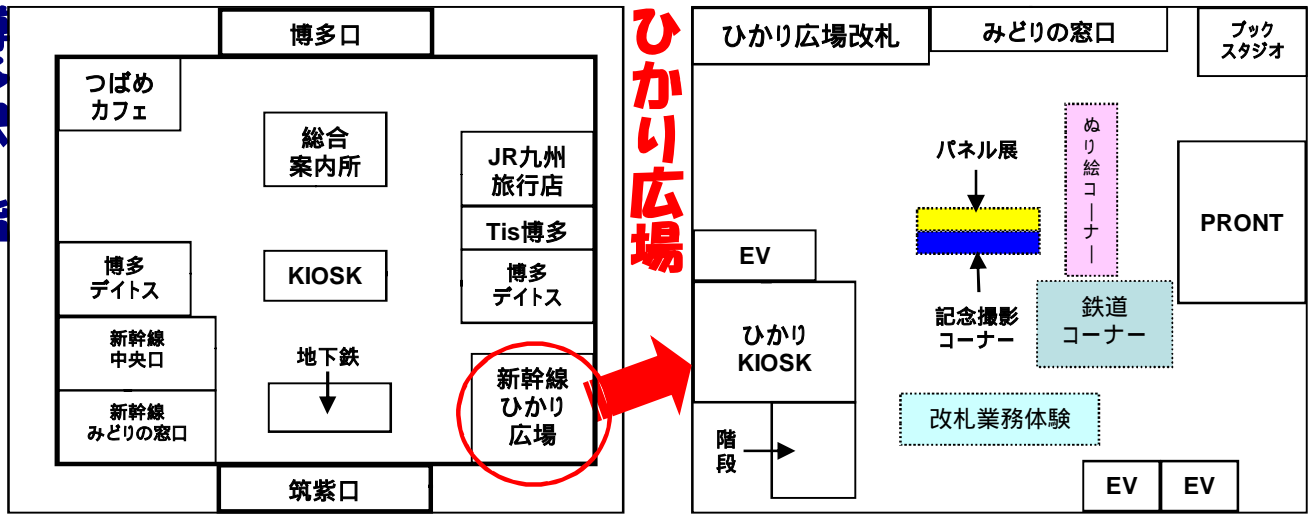 博多口
つばめ
カフェ
総合
案内所
JR九州
旅行店
Tis博多
博多
デイトス
KIOSK
博多
デイトス
新幹線
中央口
地下鉄
新幹線
みどりの窓口
新幹線
ひかり
広場
筑紫口
ひかり広場
ひかり広場改札
みどりの窓口
ブック
スタジオ
ぬり絵コーナー
パネル展
PRONT
EV
記念撮影
コーナー
鉄道
コーナー
ひかり
KIOSK
改札業務体験
階段
EV
EV